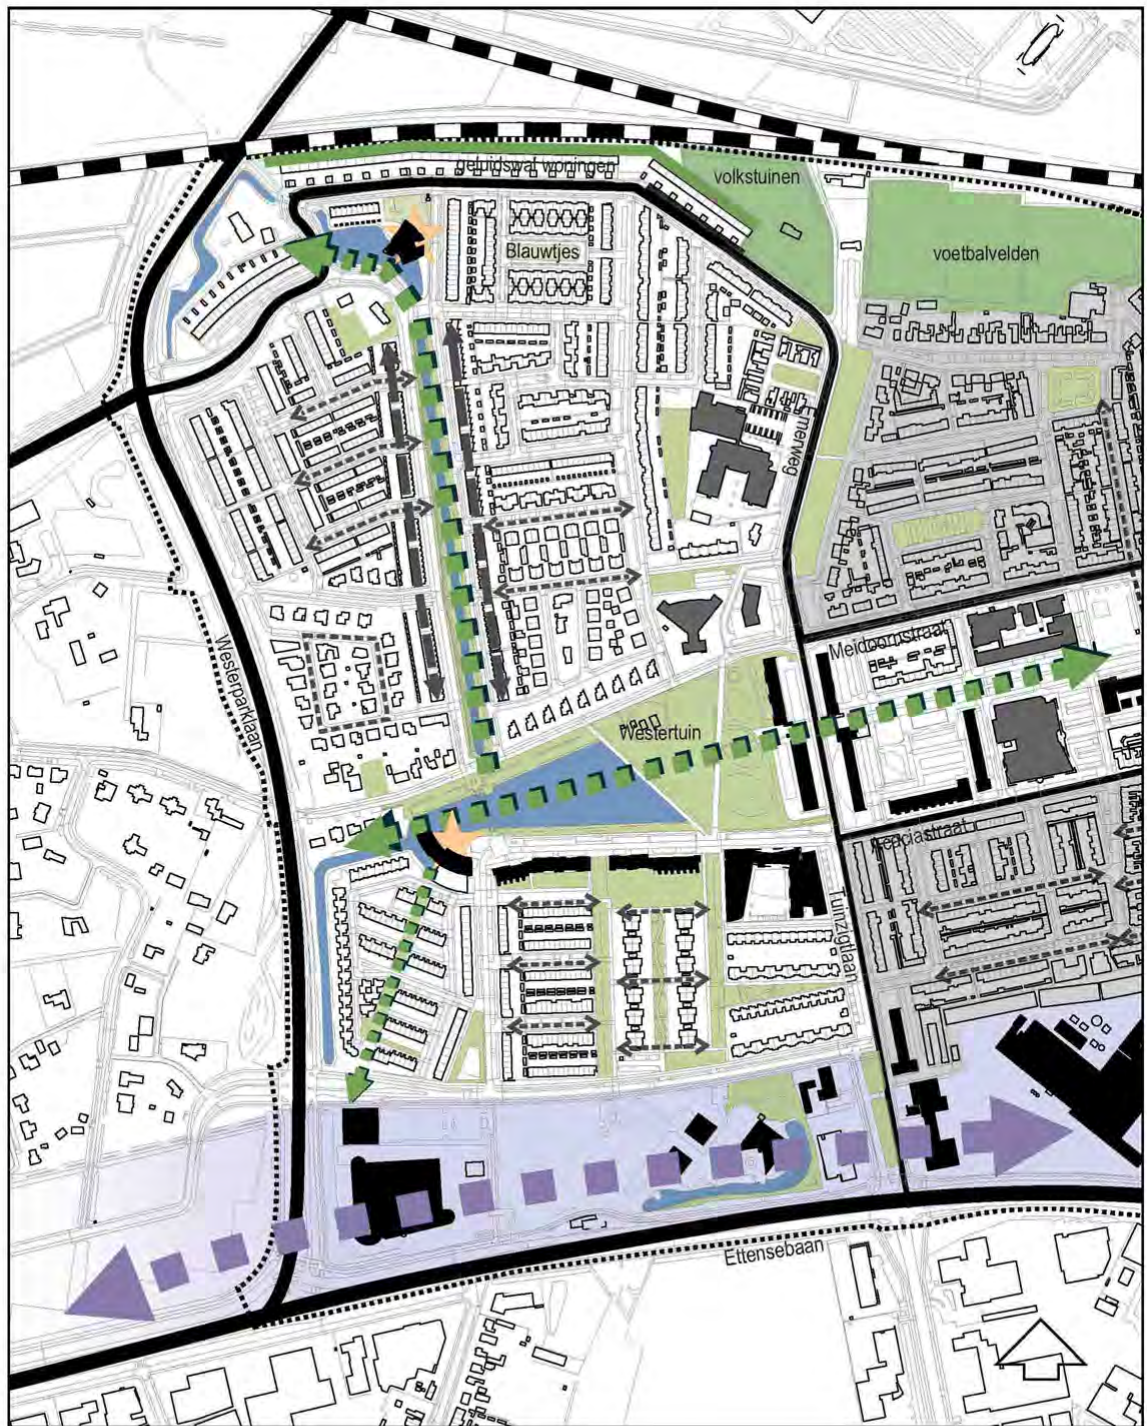 geluidswal woningen
volkstuinen
voetbalvelden
Blauwtjes
Westerparklaan
Meidoornstraat
Westertuin
Acaciastraat
Tuinzigtlaan
Ettensebaan